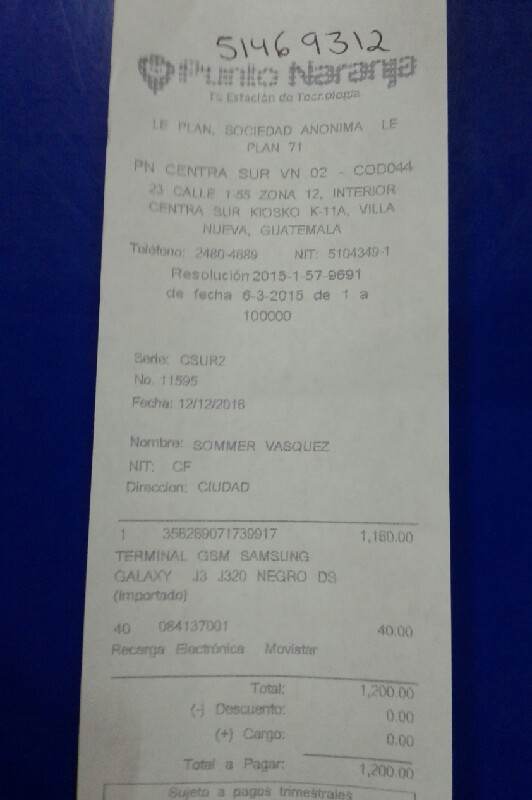 51469312
Punto Naranja
Tu Estación de Tecnología
LE PLAN, SOCIEDAD ANONIMA LE
PLAN 71
PN CENTRA SUR VN 02 - COD044
23 CALLE 1-55 ZONA 12, INTERIOR
CENTRA SUR KIOSKO K-11A, VILLA
NUEVA, GUATEMALA
Teléfono: 2480-4689 NIT: 5104349-1
Resolución 2015-1-57-9691
de fecha 6-3-2015 de 1 a
100000
Serie: CSUR2
No. 11595
Fecha: 12/12/2016
Nombre: SOMMER VASQUEZ
NIT: CF
Direccion: CIUDAD
1 356269071739917 1,160.00
TERMINAL GSM SAMSUNG
GALAXY J3 J320 NEGRO DS
(Importado)
40 084137001 40.00
Recarga Electrónica Movistar
Total: 1,200.00
(-) Descuento: 0.00
(+) Cargo: 0.00
Total a Pagar: 1,200.00
Sujeto a pagos trimestrales